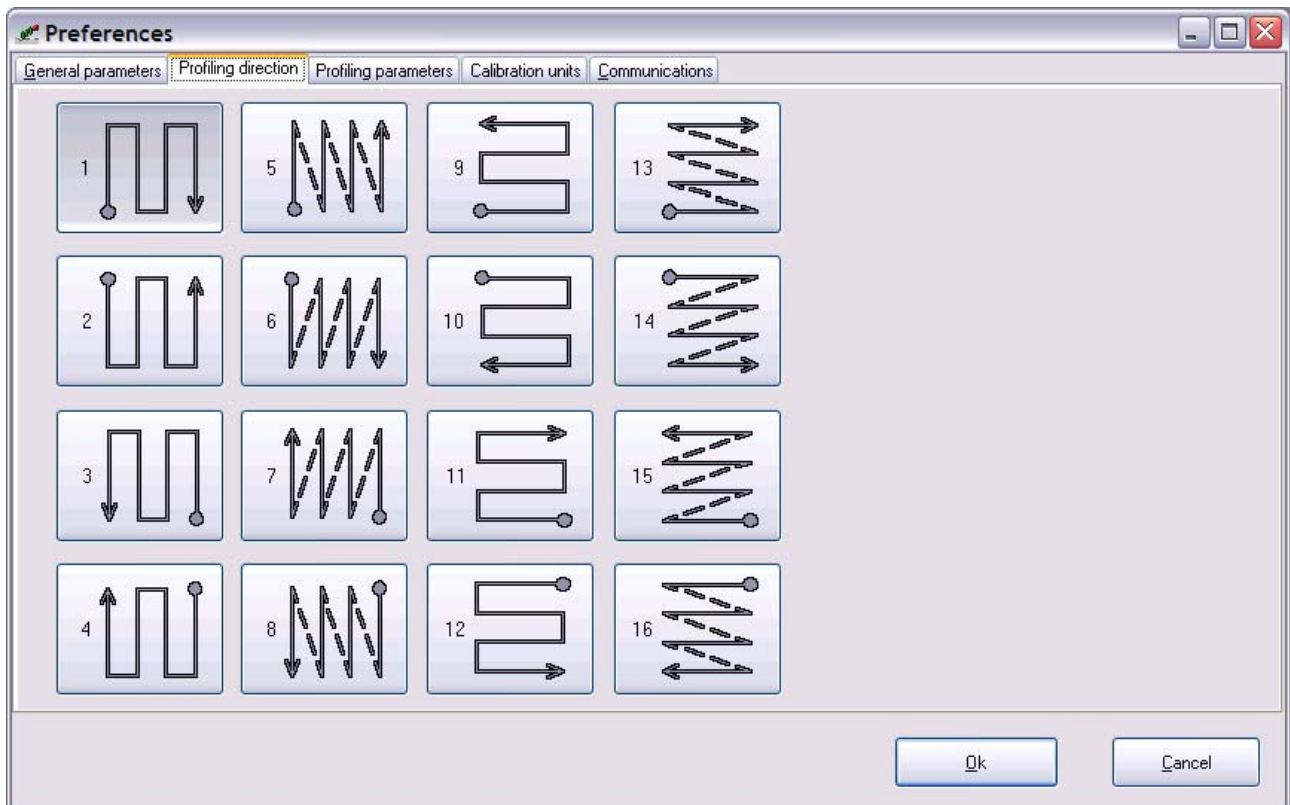 Preferences
General parameters Profiling direction Profiling parameters Calibration units Communications
1 5 9 13
2 6 10 14
3 7 11 15
4 8 12 16
Ok Cancel